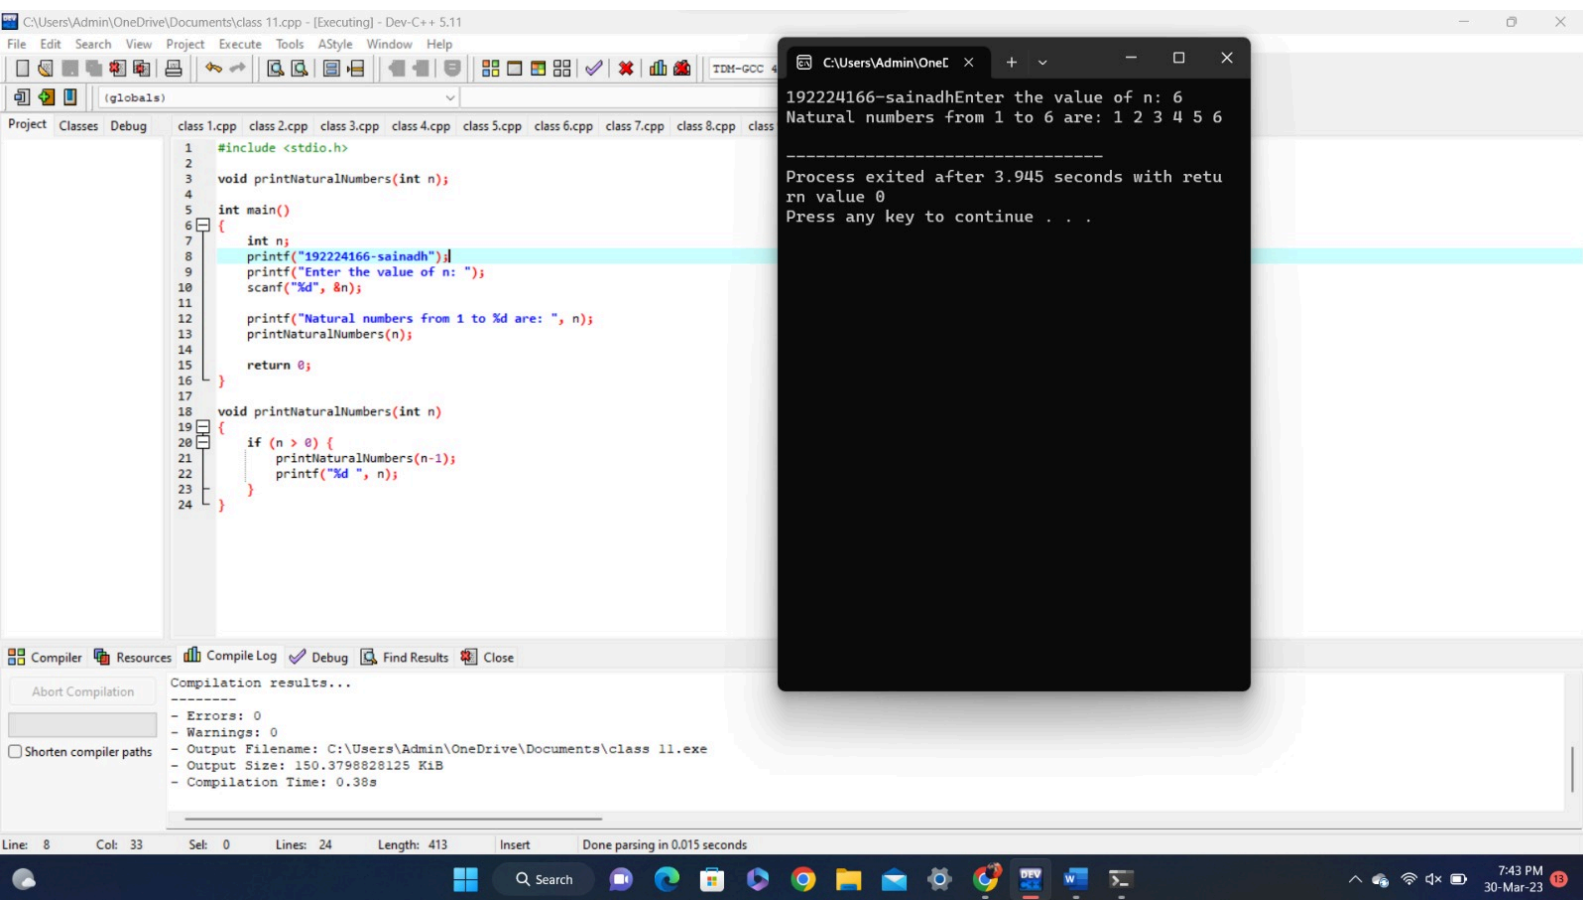 C:\Users\Admin\OneDrive\Documents\class 11.cpp - [Executing] - Dev-C++ 5.11
File Edit Search View Project Execute Tools AStyle Window Help
TDM-GCC 4
(globals)
Project Classes Debug
class 1.cpp class 2.cpp class 3.cpp class 4.cpp class 5.cpp class 6.cpp class 7.cpp class 8.cpp class
1 #include <stdio.h>
2
3 void printNaturalNumbers(int n);
4
5 int main()
6 {
7 int n;
8 printf("192224166-sainadh");
9 printf("Enter the value of n: ");
10 scanf("%d", &n);
11
12 printf("Natural numbers from 1 to %d are: ", n);
13 printNaturalNumbers(n);
14
15 return 0;
16 }
17
18 void printNaturalNumbers(int n)
19 {
20 if (n > 0) {
21 printNaturalNumbers(n-1);
22 printf("%d ", n);
23 }
24 }
C:\Users\Admin\OneD
192224166-sainadhEnter the value of n: 6
Natural numbers from 1 to 6 are: 1 2 3 4 5 6
--------------------------------
Process exited after 3.945 seconds with retu
rn value 0
Press any key to continue . . .
Compiler Resources Compile Log Debug Find Results Close
Abort Compilation
Shorten compiler paths
Compilation results...
--------
- Errors: 0
- Warnings: 0
- Output Filename: C:\Users\Admin\OneDrive\Documents\class 11.exe
- Output Size: 150.3798828125 KiB
- Compilation Time: 0.38s
Line: 8 Col: 33 Sel: 0 Lines: 24 Length: 413 Insert Done parsing in 0.015 seconds
Search
DEV
W
7:43 PM
30-Mar-23
13